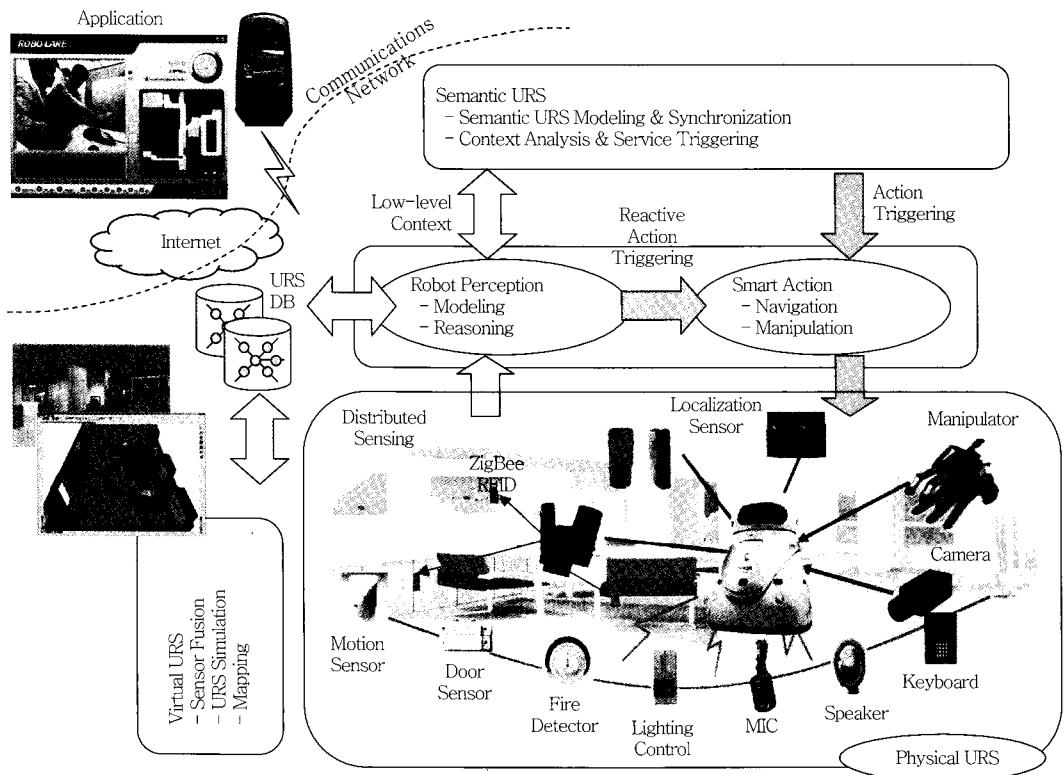 Application
ROBO CARE
Communications
Network
Semantic URS
- Semantic URS Modeling & Synchronization
- Context Analysis & Service Triggering
Low-level
Context
Reactive
Action
Triggering
Action
Triggering
Internet
URS
DB
Robot Perception
- Modeling
- Reasoning
Smart Action
- Navigation
- Manipulation
Distributed
Sensing
Localization
Sensor
Manipulator
ZigBee
RFID
Camera
Motion
Sensor
Door
Sensor
Fire
Detector
Lighting
Control
MIC
Speaker
Keyboard
Virtual URS
- Sensor Fusion
- URS Simulation
- Mapping
Physical URS